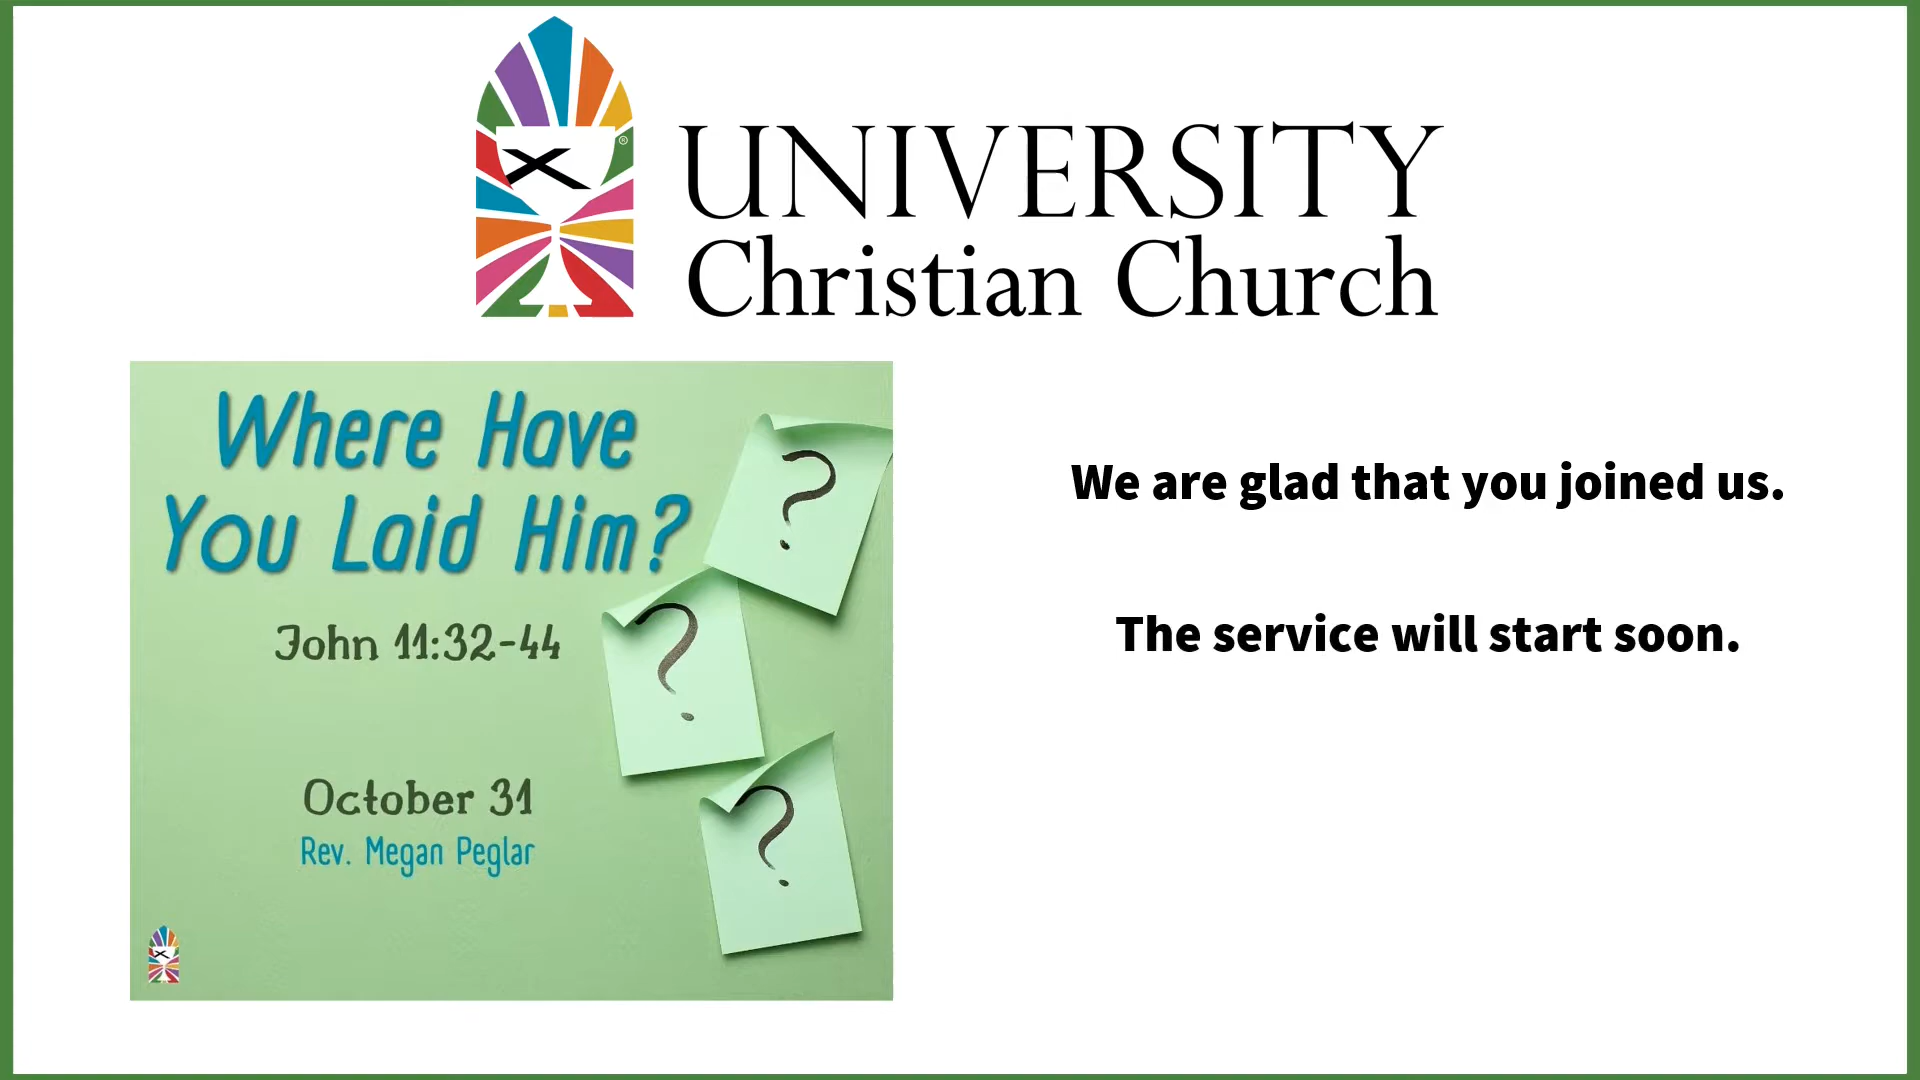 ®
UNIVERSITY
Christian Church
Where Have
You Laid Him?
John 11:32-44
October 31
Rev. Megan Peglar
?
?
?
We are glad that you joined us.
The service will start soon.